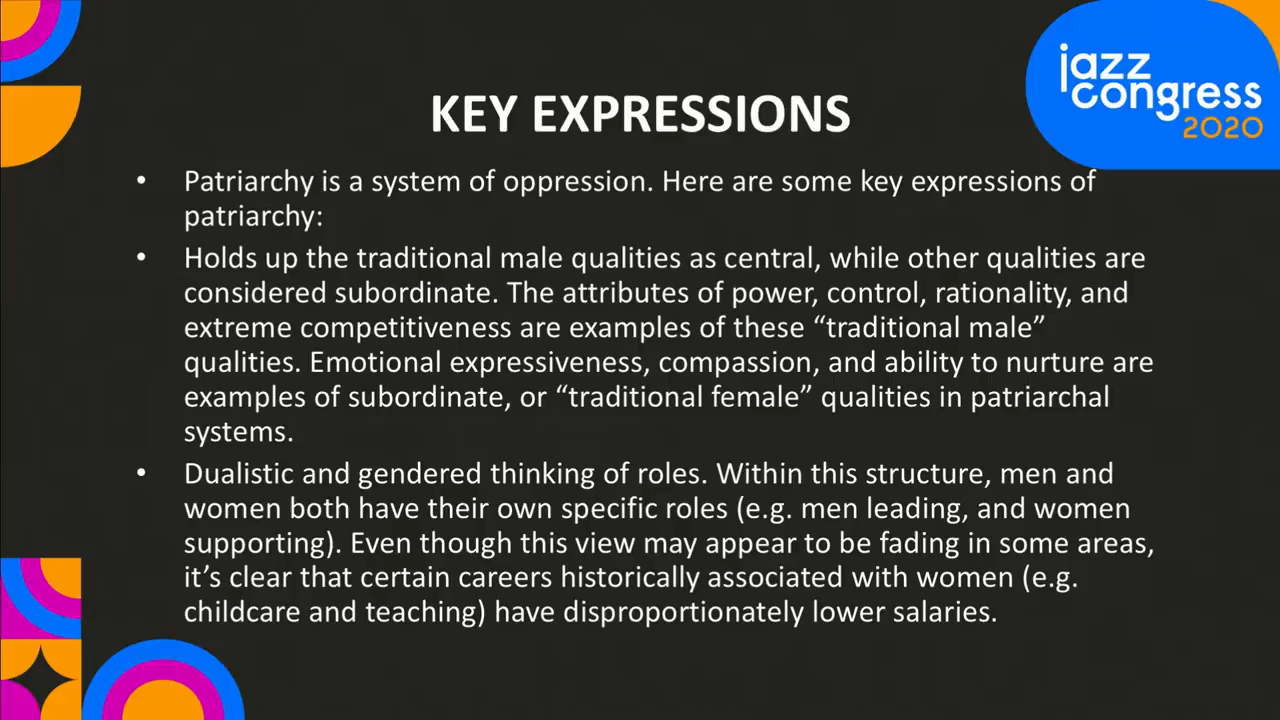 jazz
congress
2020
KEY EXPRESSIONS
• Patriarchy is a system of oppression. Here are some key expressions of
patriarchy:
• Holds up the traditional male qualities as central, while other qualities are
considered subordinate. The attributes of power, control, rationality, and
extreme competitiveness are examples of these “traditional male”
qualities. Emotional expressiveness, compassion, and ability to nurture are
examples of subordinate, or “traditional female” qualities in patriarchal
systems.
• Dualistic and gendered thinking of roles. Within this structure, men and
women both have their own specific roles (e.g. men leading, and women
supporting). Even though this view may appear to be fading in some areas,
it’s clear that certain careers historically associated with women (e.g.
childcare and teaching) have disproportionately lower salaries.